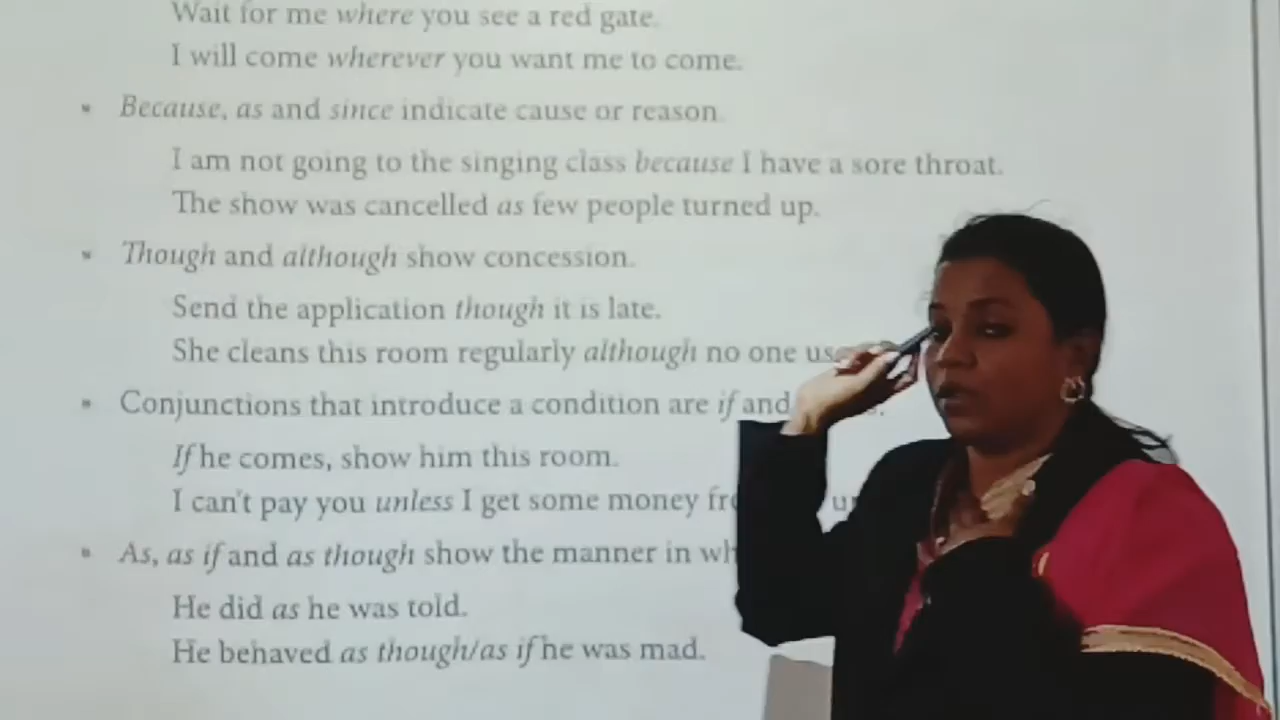 Wait for me where you see a red gate.
I will come wherever you want me to come.
Because, as and since indicate cause or reason.
I am not going to the singing class because I have a sore throat.
The show was cancelled as few people turned up.
Though and although show concession.
Send the application though it is late.
She cleans this room regularly although no one
Conjunctions that introduce a condition are if and
If he comes, show him this room.
I can't pay you unless I get some money
As, as if and as though show the manner in
He did as he was told.
He behaved as though/as if he was mad.